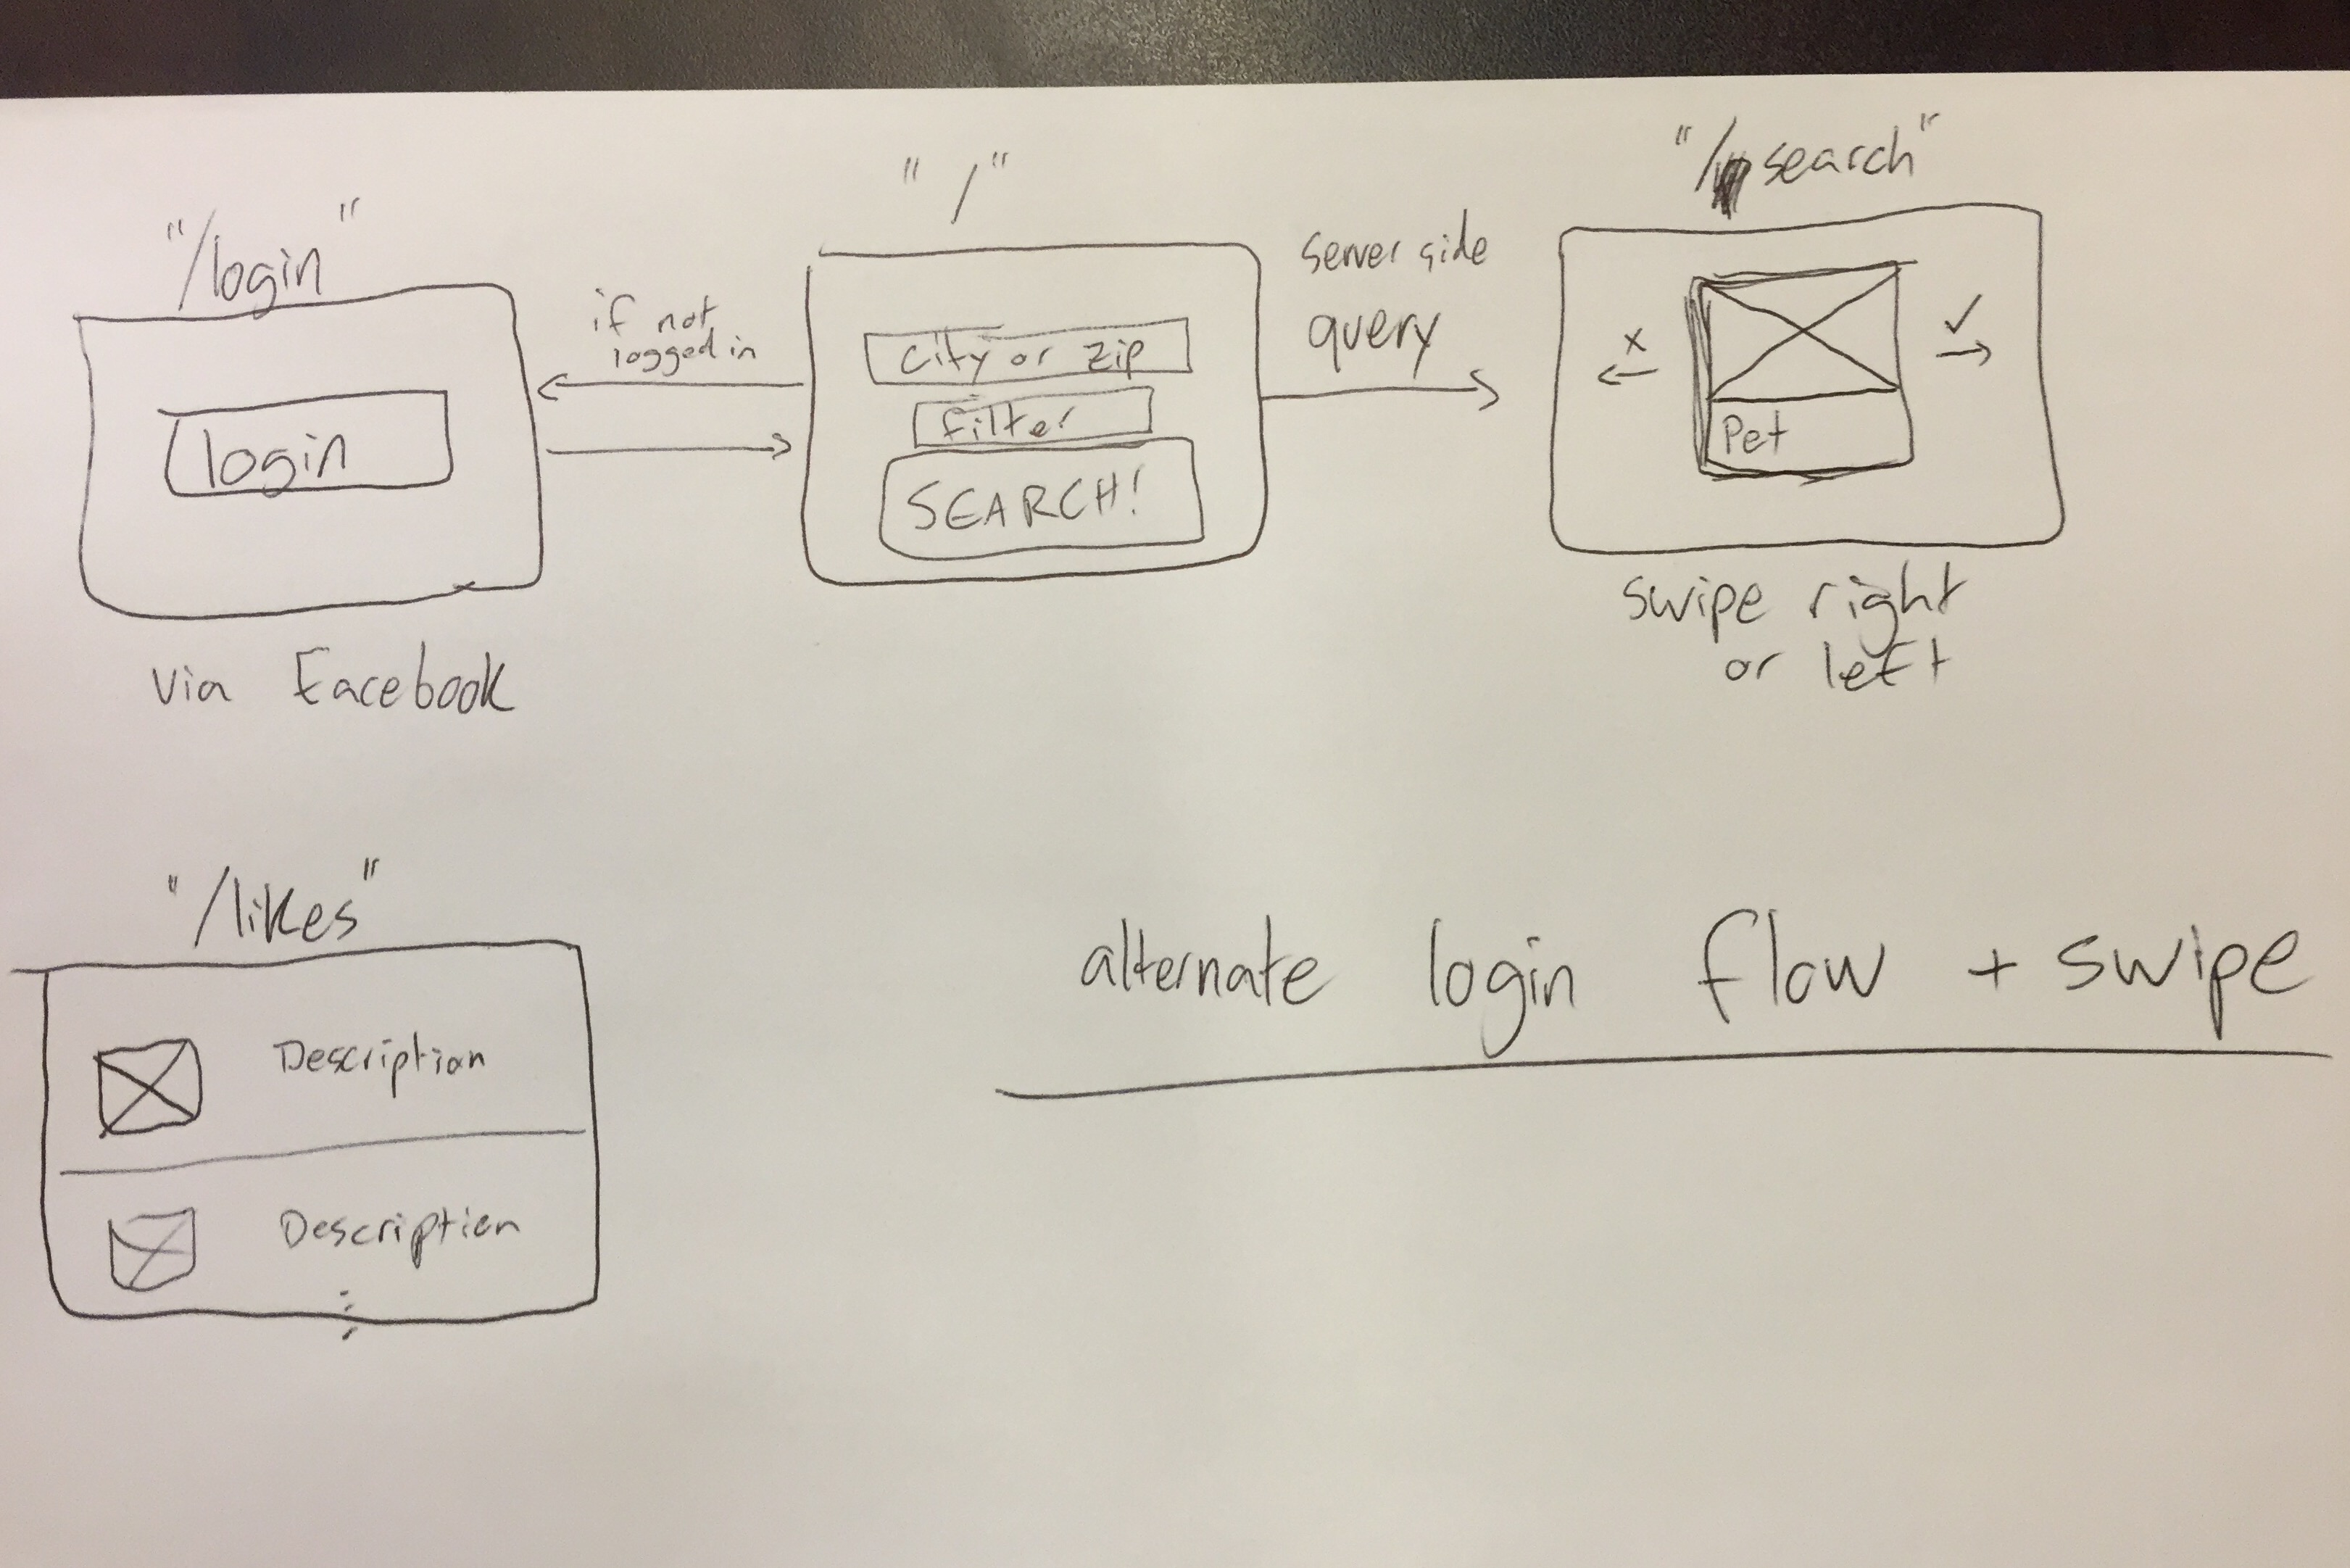 "/login"
login
via Facebook
if not
logged in
"/"
city or zip
filter
SEARCH!
server side
query
"/search"
x
✓
Pet
swipe right
or left
"/likes"
Description
Description
alternate login flow + swipe